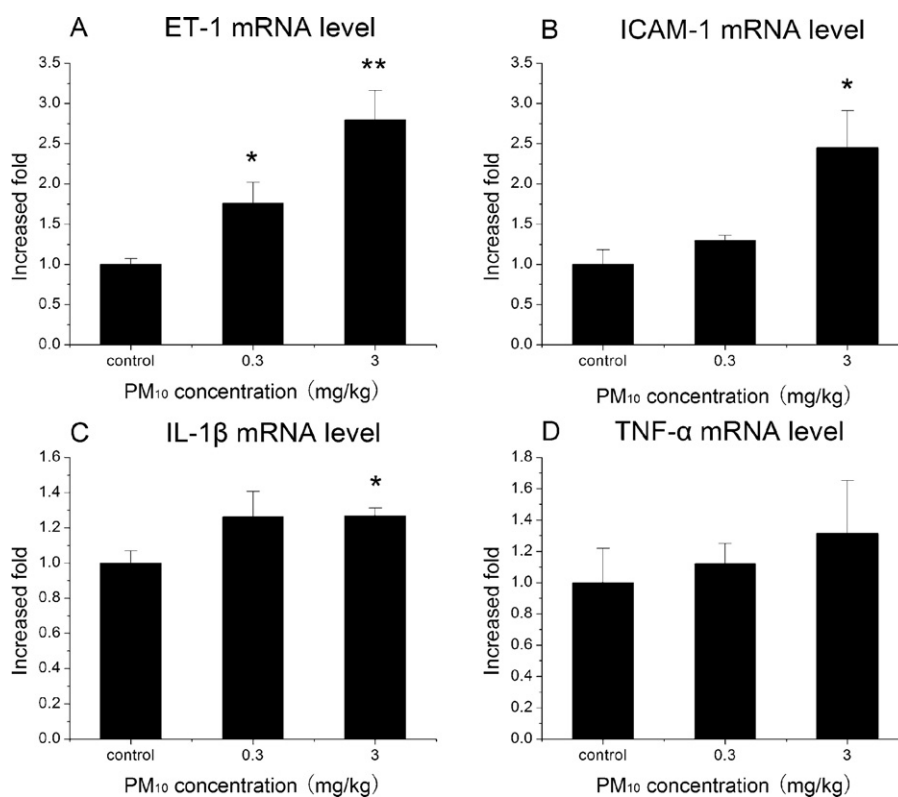 A ET-1 mRNA level
3.5
3.0
2.5
2.0
1.5
1.0
0.5
0.0
Increased fold
*
**
control 0.3 3
PM₁₀ concentration (mg/kg)
B ICAM-1 mRNA level
3.5
3.0
2.5
2.0
1.5
1.0
0.5
0.0
Increased fold
*
control 0.3 3
PM₁₀ concentration (mg/kg)
C IL-1β mRNA level
1.6
1.4
1.2
1.0
0.8
0.6
0.4
0.2
0.0
Increased fold
*
control 0.3 3
PM₁₀ concentration (mg/kg)
D TNF-α mRNA level
1.8
1.6
1.4
1.2
1.0
0.8
0.6
0.4
0.2
0.0
Increased fold
control 0.3 3
PM₁₀ concentration (mg/kg)